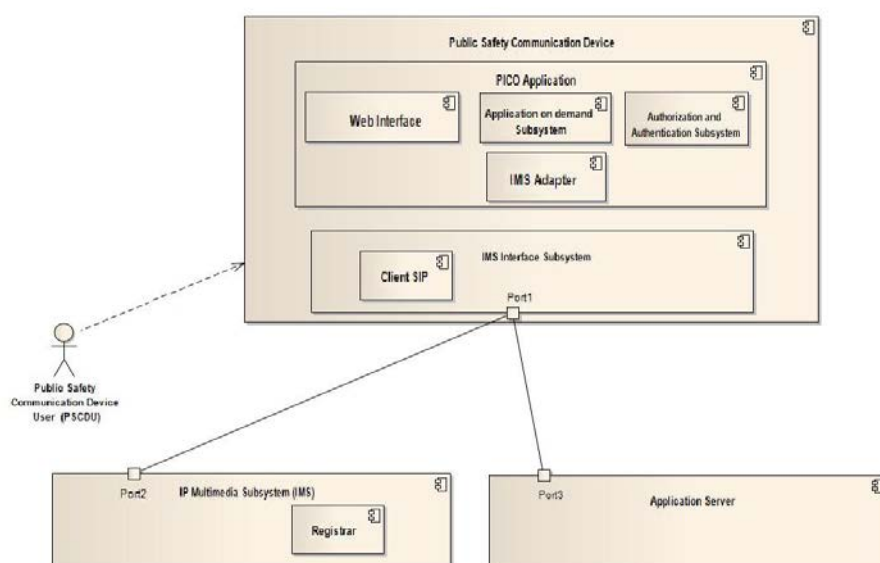 Public Safety Communication Device
PICO Application
Web Interface
Application on demand
Subsystem
Authorization and
Authentication Subsystem
IMS Adapter
IMS Interface Subsystem
Client SIP
Port1
Public Safety
Communication Device
User (PSCDU)
Port2
IP Multimedia Subsystem (IMS)
Registrar
Port3
Application Server